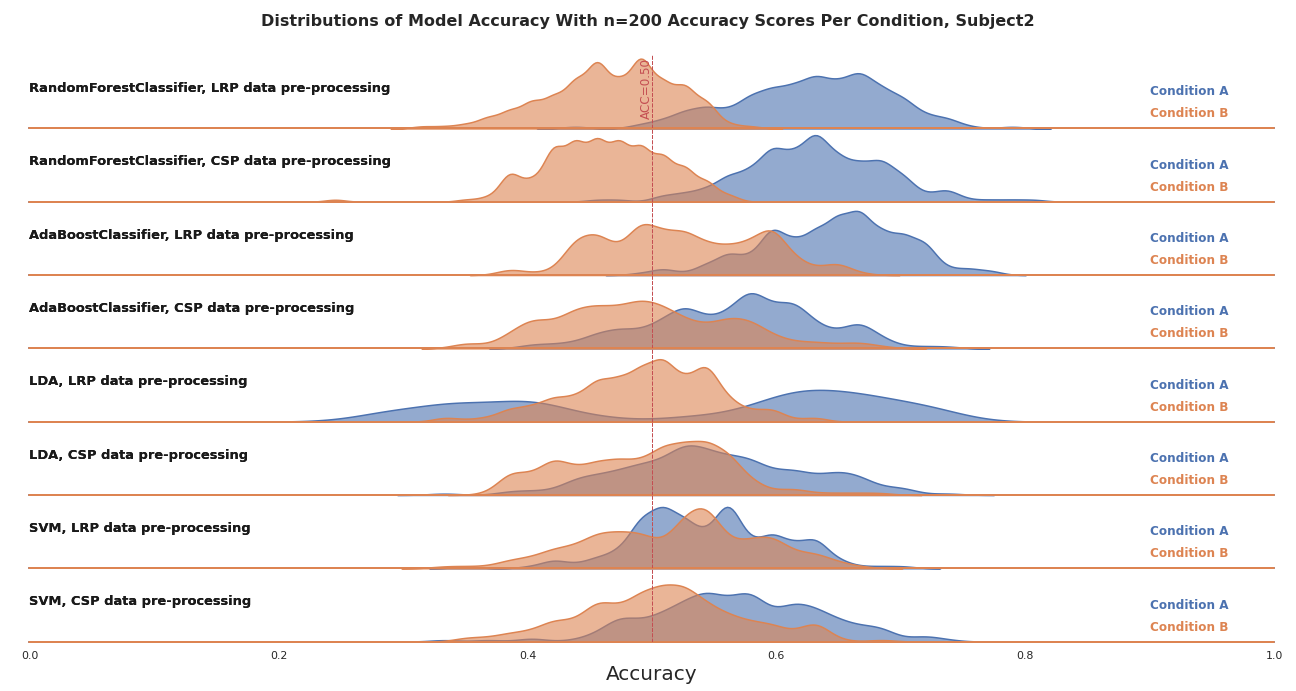 Distributions of Model Accuracy With n=200 Accuracy Scores Per Condition, Subject2
ACC=0.50
RandomForestClassifier, LRP data pre-processing
Condition A
Condition B
RandomForestClassifier, CSP data pre-processing
Condition A
Condition B
AdaBoostClassifier, LRP data pre-processing
Condition A
Condition B
AdaBoostClassifier, CSP data pre-processing
Condition A
Condition B
LDA, LRP data pre-processing
Condition A
Condition B
LDA, CSP data pre-processing
Condition A
Condition B
SVM, LRP data pre-processing
Condition A
Condition B
SVM, CSP data pre-processing
Condition A
Condition B
0.0 0.2 0.4 0.6 0.8 1.0
Accuracy